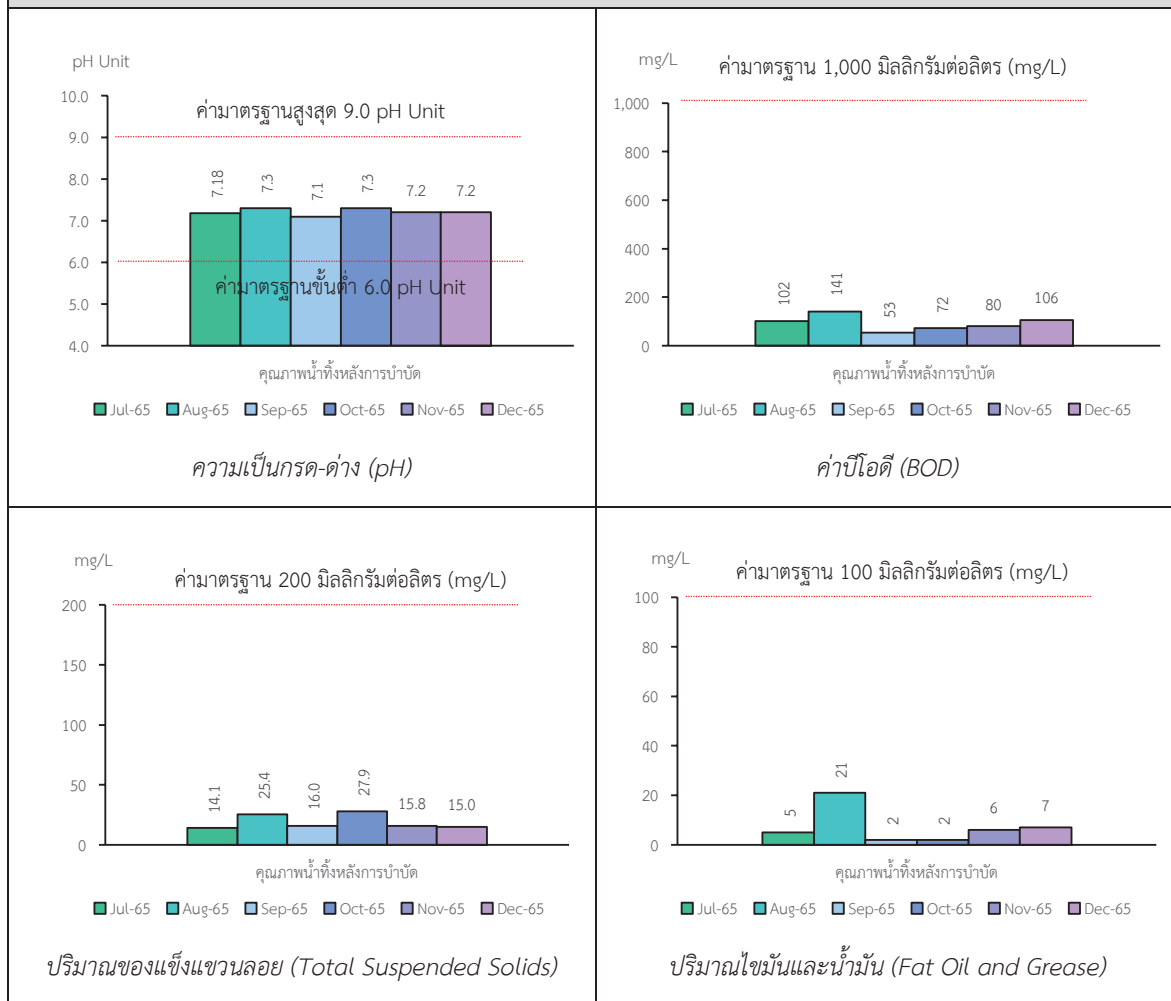 pH Unit
ค่ามาตรฐานสูงสุด 9.0 pH Unit
10.0
9.0
8.0
7.0
6.0
5.0
4.0
7.18
7.3
7.1
7.3
7.2
7.2
ค่ามาตรฐานขั้นต่ำ 6.0 pH Unit
คุณภาพน้ำทิ้งหลังการบำบัด
Jul-65 Aug-65 Sep-65 Oct-65 Nov-65 Dec-65
ความเป็นกรด-ด่าง (pH)
mg/L
ค่ามาตรฐาน 1,000 มิลลิกรัมต่อลิตร (mg/L)
1,000
800
600
400
200
0
102
141
53
72
80
106
คุณภาพน้ำทิ้งหลังการบำบัด
Jul-65 Aug-65 Sep-65 Oct-65 Nov-65 Dec-65
ค่าบีโอดี (BOD)
mg/L
ค่ามาตรฐาน 200 มิลลิกรัมต่อลิตร (mg/L)
200
150
100
50
0
14.1
25.4
16.0
27.9
15.8
15.0
คุณภาพน้ำทิ้งหลังการบำบัด
Jul-65 Aug-65 Sep-65 Oct-65 Nov-65 Dec-65
ปริมาณของแข็งแขวนลอย (Total Suspended Solids)
mg/L
ค่ามาตรฐาน 100 มิลลิกรัมต่อลิตร (mg/L)
100
80
60
40
20
0
5
21
2
2
6
7
คุณภาพน้ำทิ้งหลังการบำบัด
Jul-65 Aug-65 Sep-65 Oct-65 Nov-65 Dec-65
ปริมาณไขมันและน้ำมัน (Fat Oil and Grease)